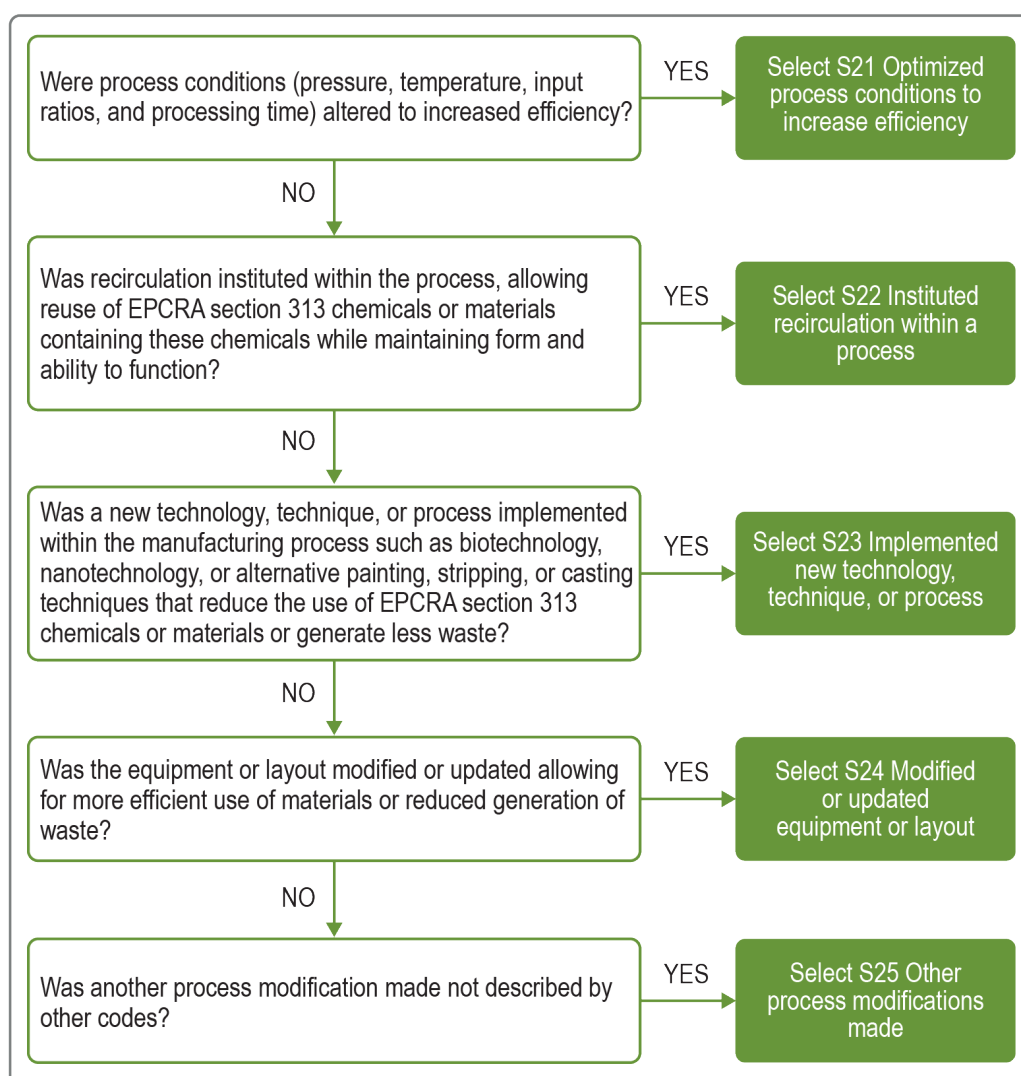 Were process conditions (pressure, temperature, input
ratios, and processing time) altered to increased efficiency?
YES
Select S21 Optimized
process conditions to
increase efficiency
NO
Was recirculation instituted within the process, allowing
reuse of EPCRA section 313 chemicals or materials
containing these chemicals while maintaining form and
ability to function?
YES
Select S22 Instituted
recirculation within a
process
NO
Was a new technology, technique, or process implemented
within the manufacturing process such as biotechnology,
nanotechnology, or alternative painting, stripping, or casting
techniques that reduce the use of EPCRA section 313
chemicals or materials or generate less waste?
YES
Select S23 Implemented
new technology,
technique, or process
NO
Was the equipment or layout modified or updated allowing
for more efficient use of materials or reduced generation of
waste?
YES
Select S24 Modified
or updated
equipment or layout
NO
Was another process modification made not described by
other codes?
YES
Select S25 Other
process modifications
made